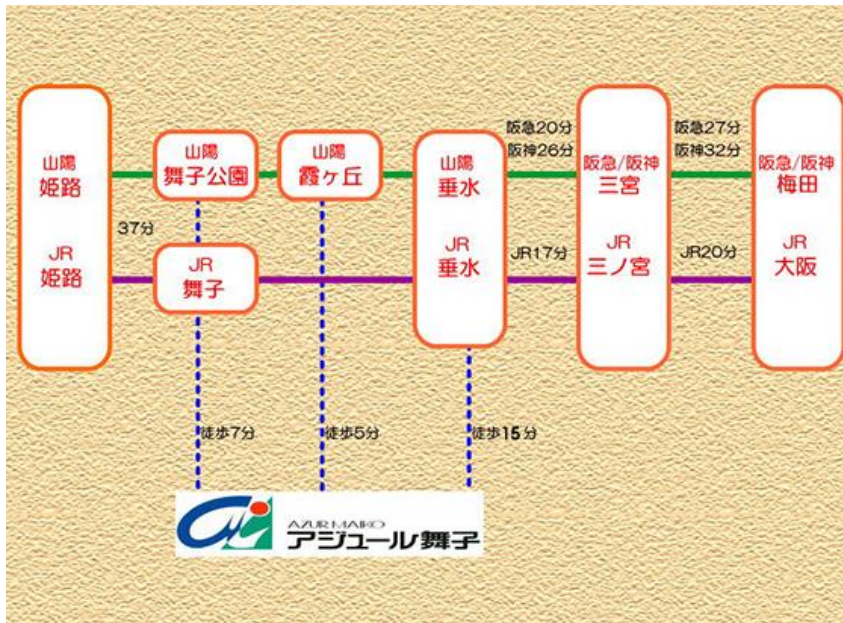 阪急20分
阪神26分
阪急27分
阪神32分
山陽
姫路
山陽
舞子公園
山陽
霞ヶ丘
山陽
垂水
阪急/阪神
三宮
阪急/阪神
梅田
37分
JR
姫路
JR
舞子
JR
垂水
JR17分
JR
三ノ宮
JR20分
JR
大阪
徒歩7分
徒歩5分
徒歩15分
AZUR MAIKO
アジュール舞子